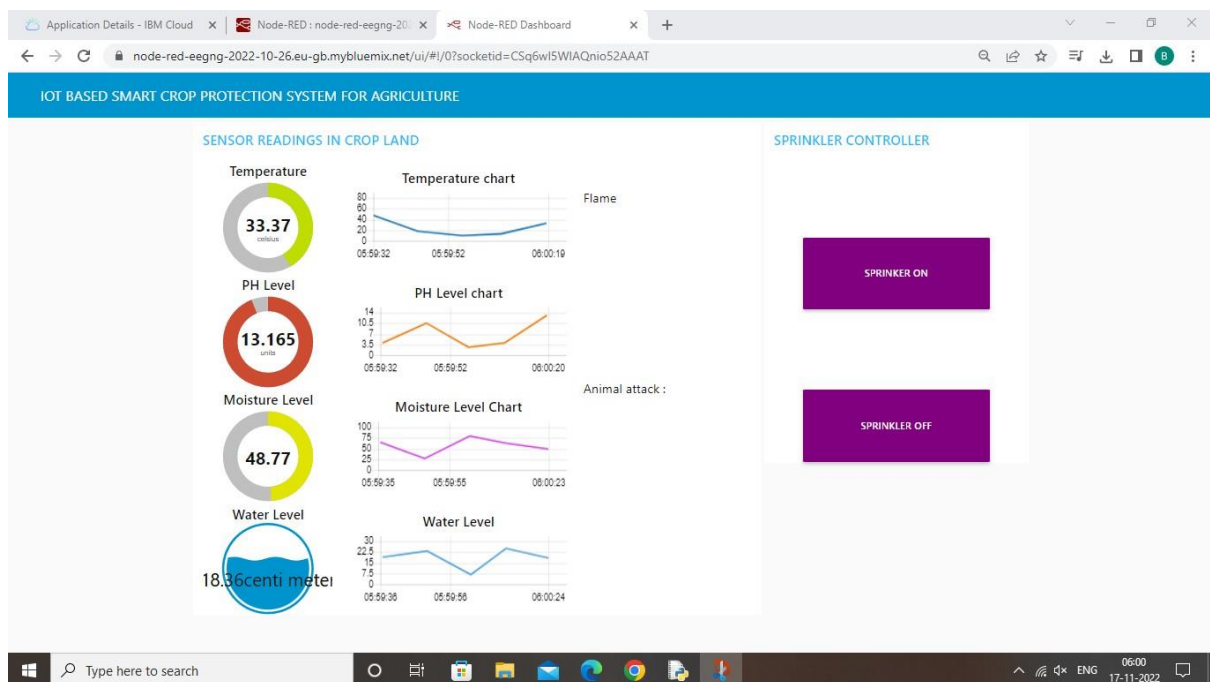 Application Details - IBM Cloud
Node-RED : node-red-eegng-20
Node-RED Dashboard
node-red-eegng-2022-10-26.eu-gb.mybluemix.net/ui/#!/0?socketid=CSq6wI5WIAQnio52AAAT
B
IOT BASED SMART CROP PROTECTION SYSTEM FOR AGRICULTURE
SENSOR READINGS IN CROP LAND
Temperature
33.37
celsius
PH Level
13.165
units
Moisture Level
48.77
Water Level
18.36centi meter
Temperature chart
80
60
40
20
0
05:59:32 05:59:52 06:00:19
PH Level chart
14
10.5
7
3.5
0
05:59:32 05:59:52 06:00:20
Moisture Level Chart
100
75
50
25
0
05:59:35 05:59:55 06:00:23
Water Level
30
22.5
15
7.5
0
05:59:36 05:59:56 06:00:24
Flame
Animal attack :
SPRINKLER CONTROLLER
SPRINKER ON
SPRINKLER OFF
Type here to search
ENG
06:00
17-11-2022